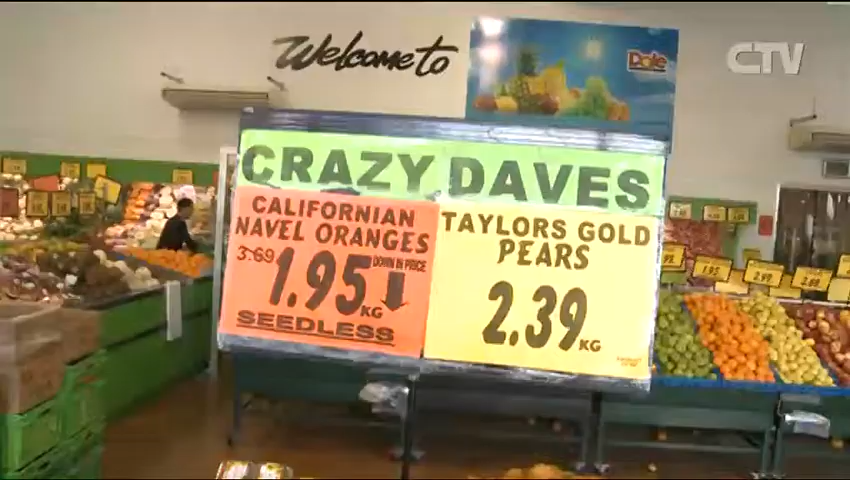 Welcome to
Dole
CTV
CRAZY DAVES
CALIFORNIAN
NAVEL ORANGES
3.69
1.95 KG
DOWN IN PRICE
SEEDLESS
TAYLORS GOLD
PEARS
2.39 KG
1.95
2.99